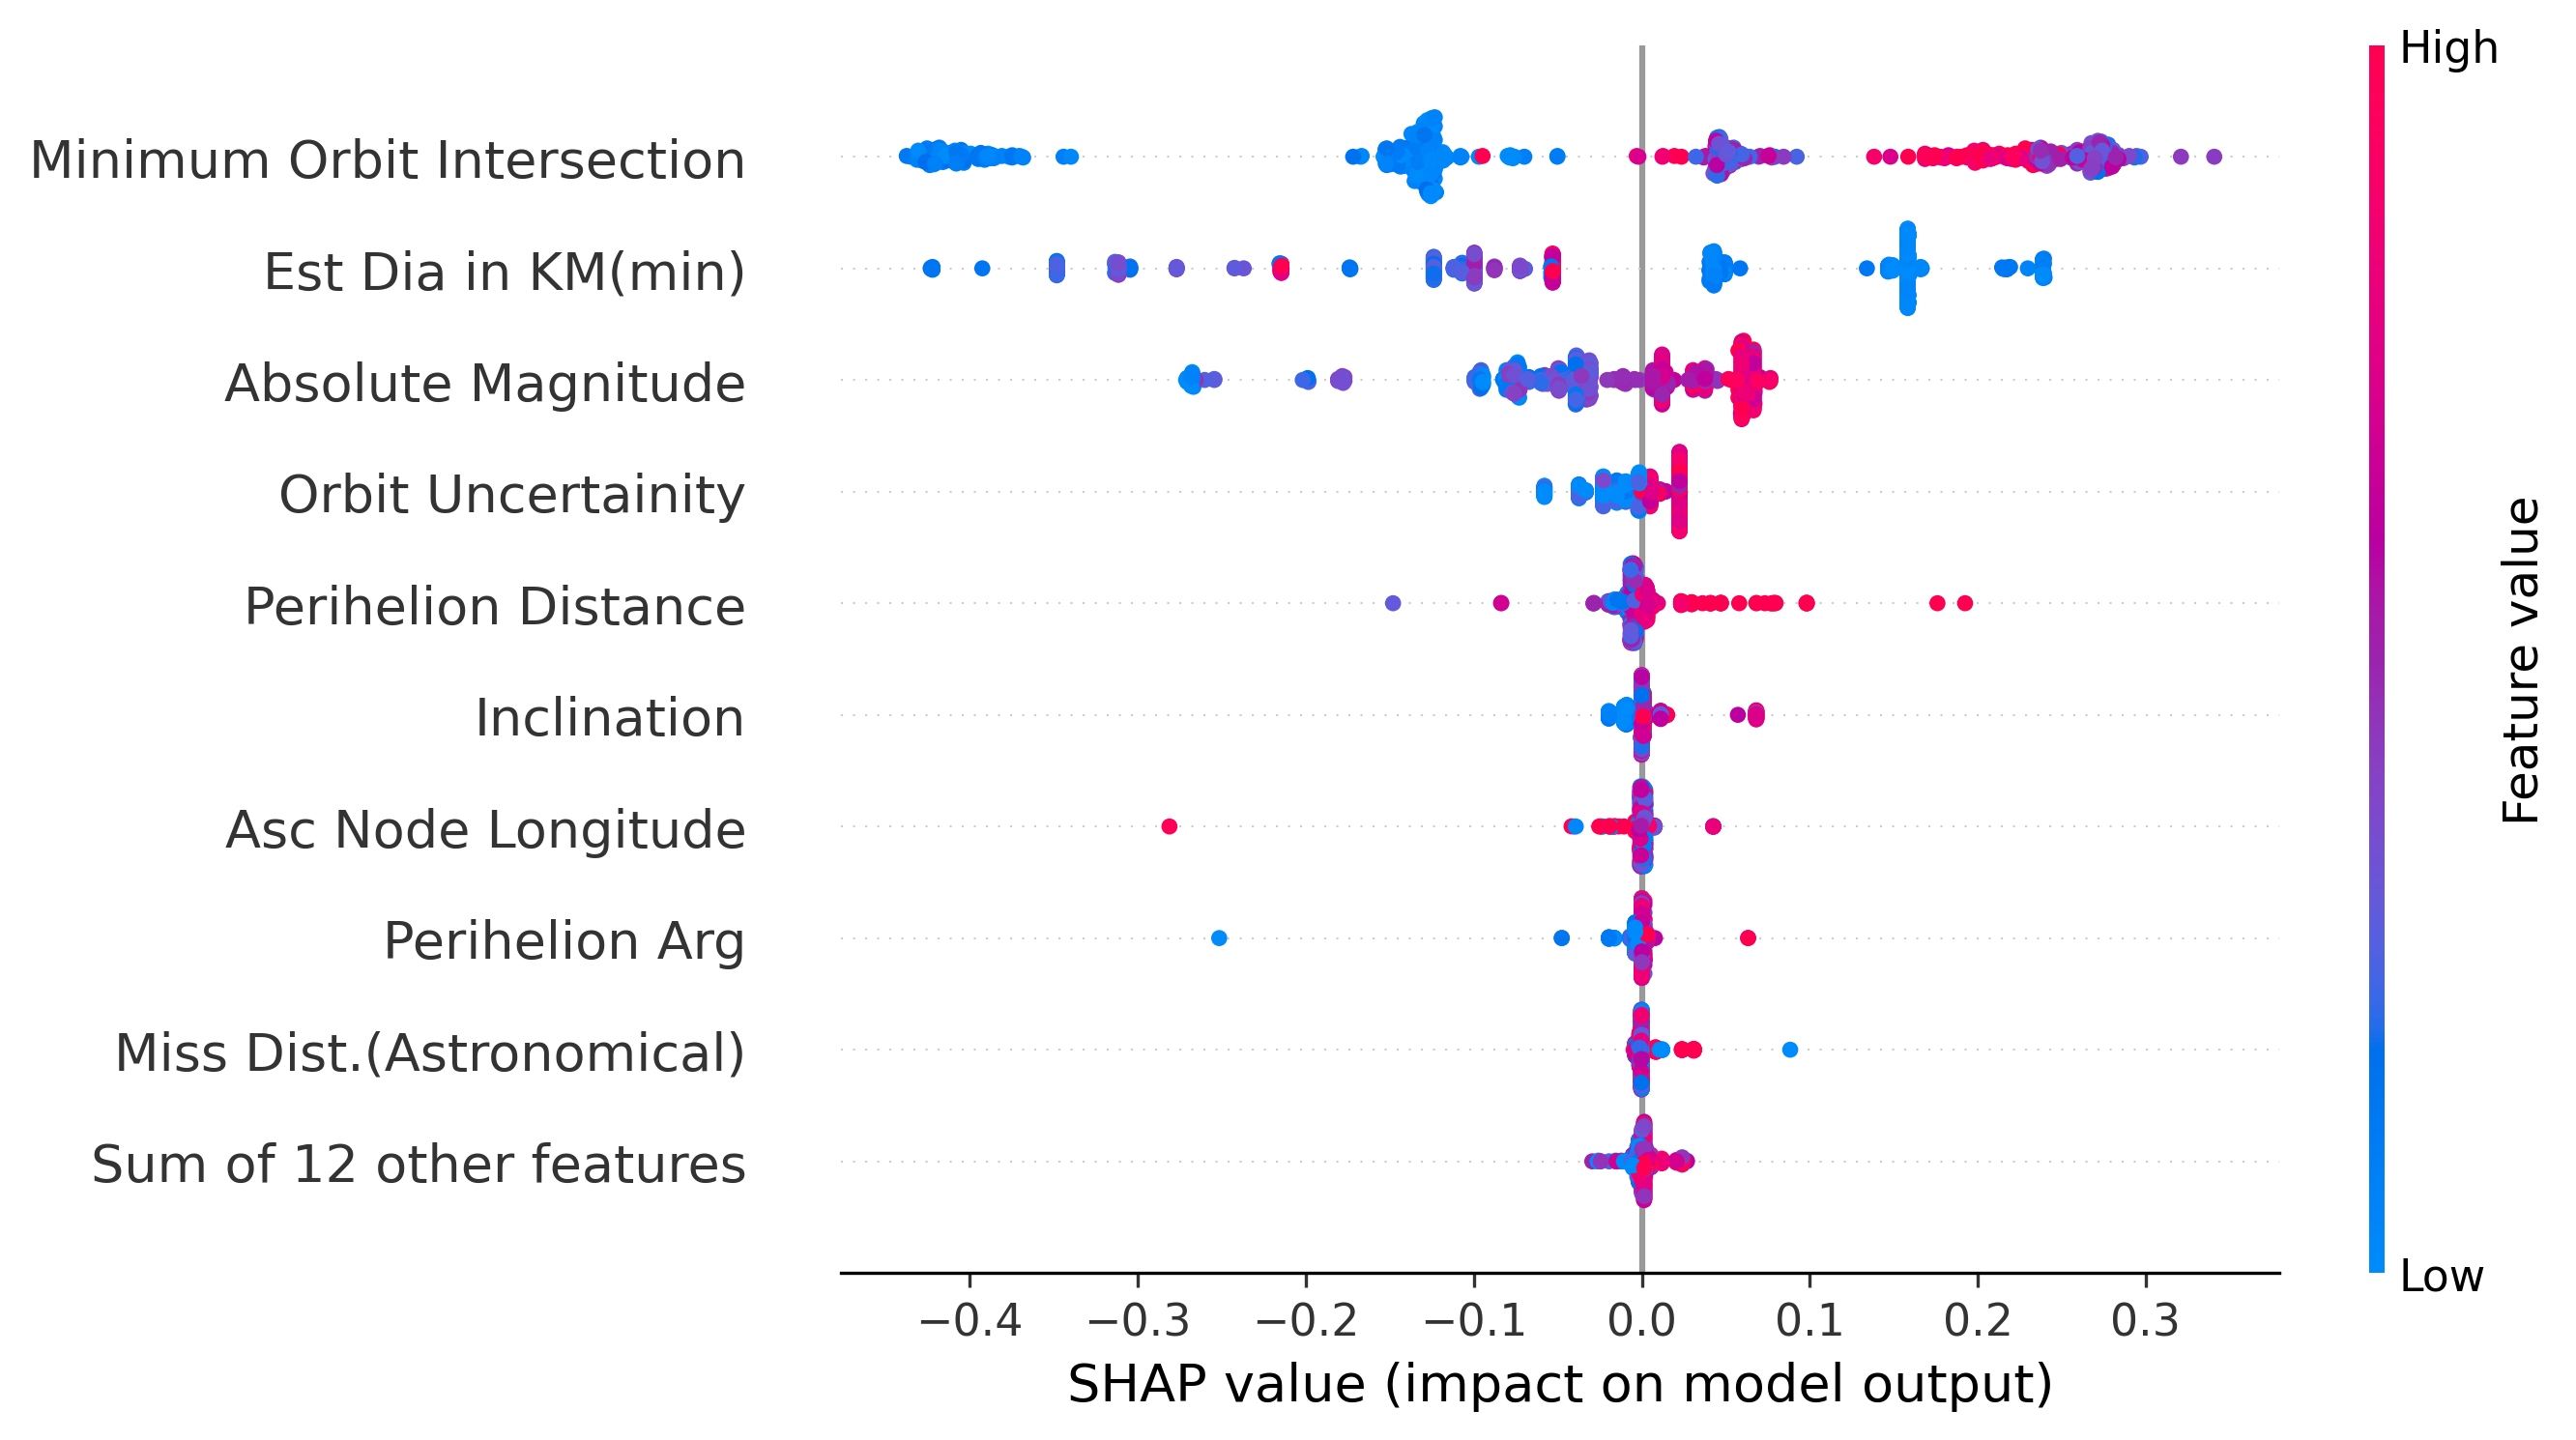 High
Minimum Orbit Intersection
Est Dia in KM(min)
Absolute Magnitude
Orbit Uncertainity
Perihelion Distance
Inclination
Asc Node Longitude
Perihelion Arg
Miss Dist.(Astronomical)
Sum of 12 other features
Feature value
Low
−0.4 −0.3 −0.2 −0.1 0.0 0.1 0.2 0.3
SHAP value (impact on model output)